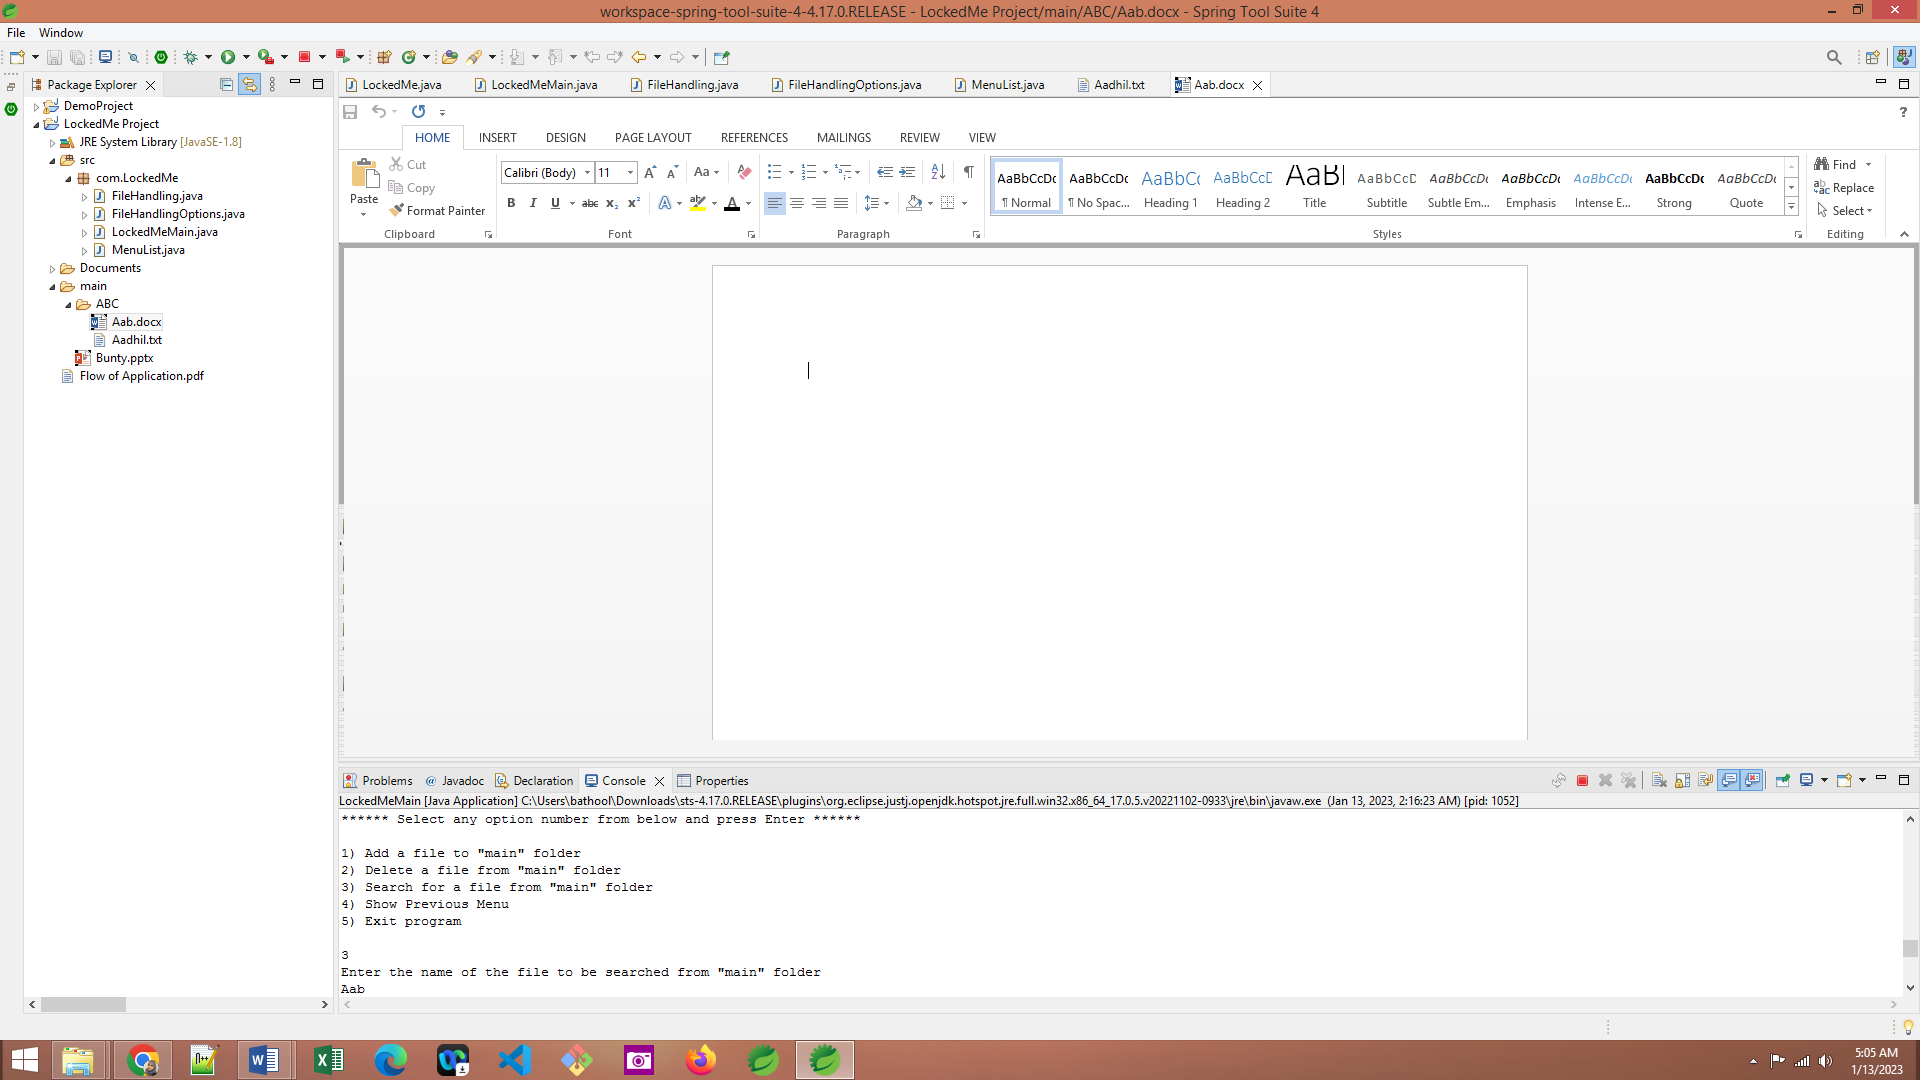 workspace-spring-tool-suite-4-4.17.0.RELEASE - LockedMe Project/main/ABC/Aab.docx - Spring Tool Suite 4
File Window
Package Explorer
LockedMe.java LockedMeMain.java FileHandling.java FileHandlingOptions.java MenuList.java Aadhil.txt Aab.docx
DemoProject
LockedMe Project
JRE System Library [JavaSE-1.8]
src
com.LockedMe
FileHandling.java
FileHandlingOptions.java
LockedMeMain.java
MenuList.java
Documents
main
ABC
Aab.docx
Aadhil.txt
Bunty.pptx
Flow of Application.pdf
HOME INSERT DESIGN PAGE LAYOUT REFERENCES MAILINGS REVIEW VIEW
Paste
Cut
Copy
Format Painter
Clipboard
Calibri (Body) 11
Aa
B I U abc x₂ x²
A ab A
Font
Paragraph
AaBbCcDc AaBbCcDc AaBbCc AaBbCcD AaBl AaBbCcD AaBbCcDc AaBbCcDc AaBbCcDc AaBbCcDc AaBbCcDc
¶ Normal ¶ No Spac... Heading 1 Heading 2 Title Subtitle Subtle Em... Emphasis Intense E... Strong Quote
Styles
Find
Replace
Select
Editing
Problems @ Javadoc Declaration Console Properties
LockedMeMain [Java Application] C:\Users\bathool\Downloads\sts-4.17.0.RELEASE\plugins\org.eclipse.justj.openjdk.hotspot.jre.full.win32.x86_64_17.0.5.v20221102-0933\jre\bin\javaw.exe (Jan 13, 2023, 2:16:23 AM) [pid: 1052]
****** Select any option number from below and press Enter ******
1) Add a file to "main" folder
2) Delete a file from "main" folder
3) Search for a file from "main" folder
4) Show Previous Menu
5) Exit program
3
Enter the name of the file to be searched from "main" folder
Aab
5:05 AM
1/13/2023